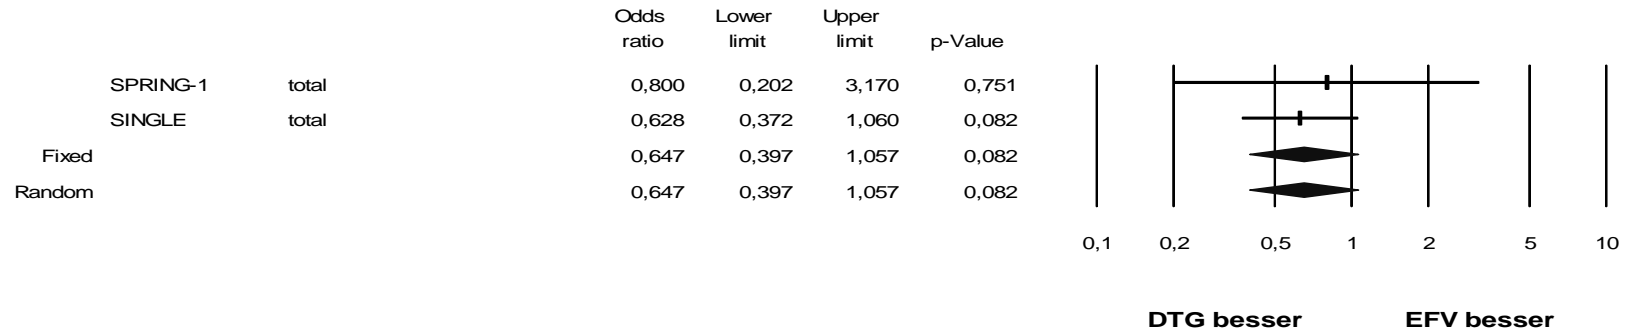 Odds Lower Upper
ratio limit limit p-Value
SPRING-1 total 0,800 0,202 3,170 0,751
SINGLE total 0,628 0,372 1,060 0,082
Fixed 0,647 0,397 1,057 0,082
Random 0,647 0,397 1,057 0,082
0,1 0,2 0,5 1 2 5 10
DTG besser EFV besser